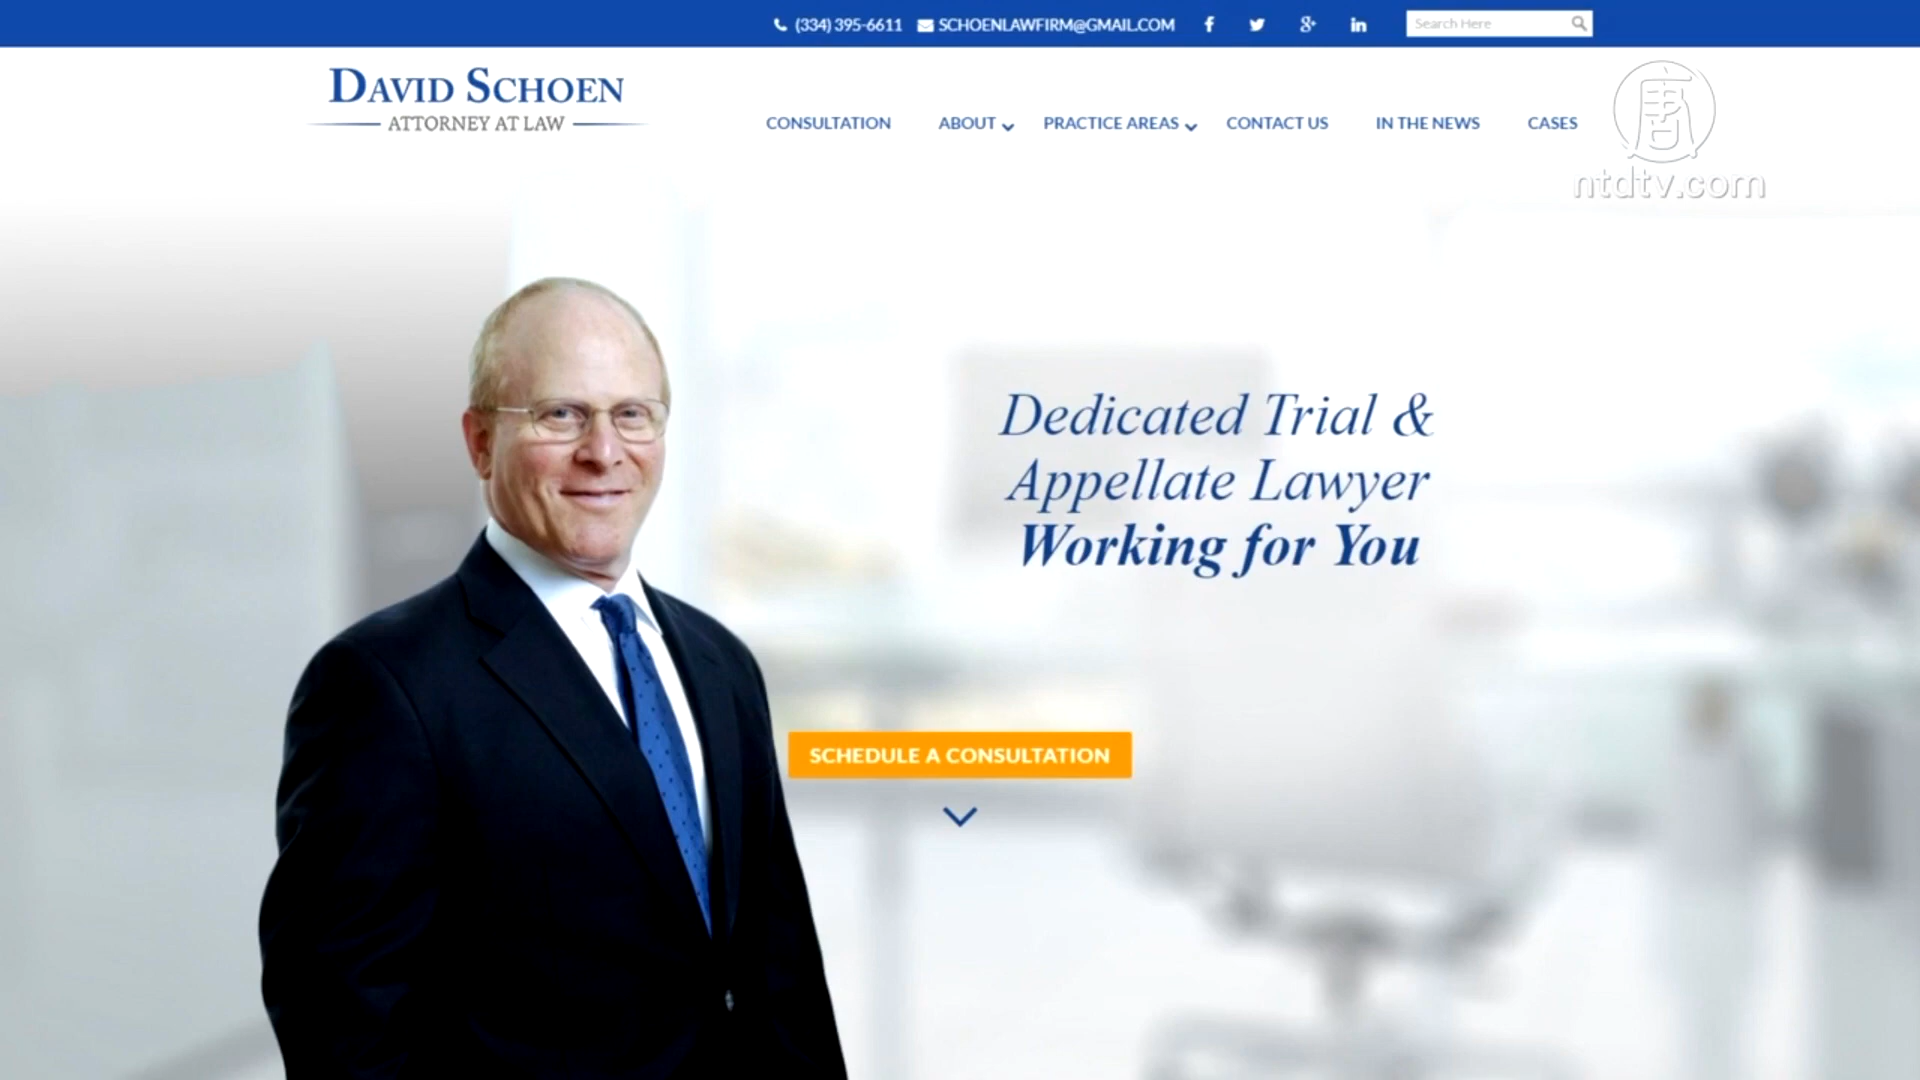 (334) 395-6611 SCHOENLAWFIRM@GMAIL.COM
Search Here
DAVID SCHOEN
ATTORNEY AT LAW
CONSULTATION ABOUT PRACTICE AREAS CONTACT US IN THE NEWS CASES
唐
ntdtv.com
Dedicated Trial &
Appellate Lawyer
Working for You
SCHEDULE A CONSULTATION